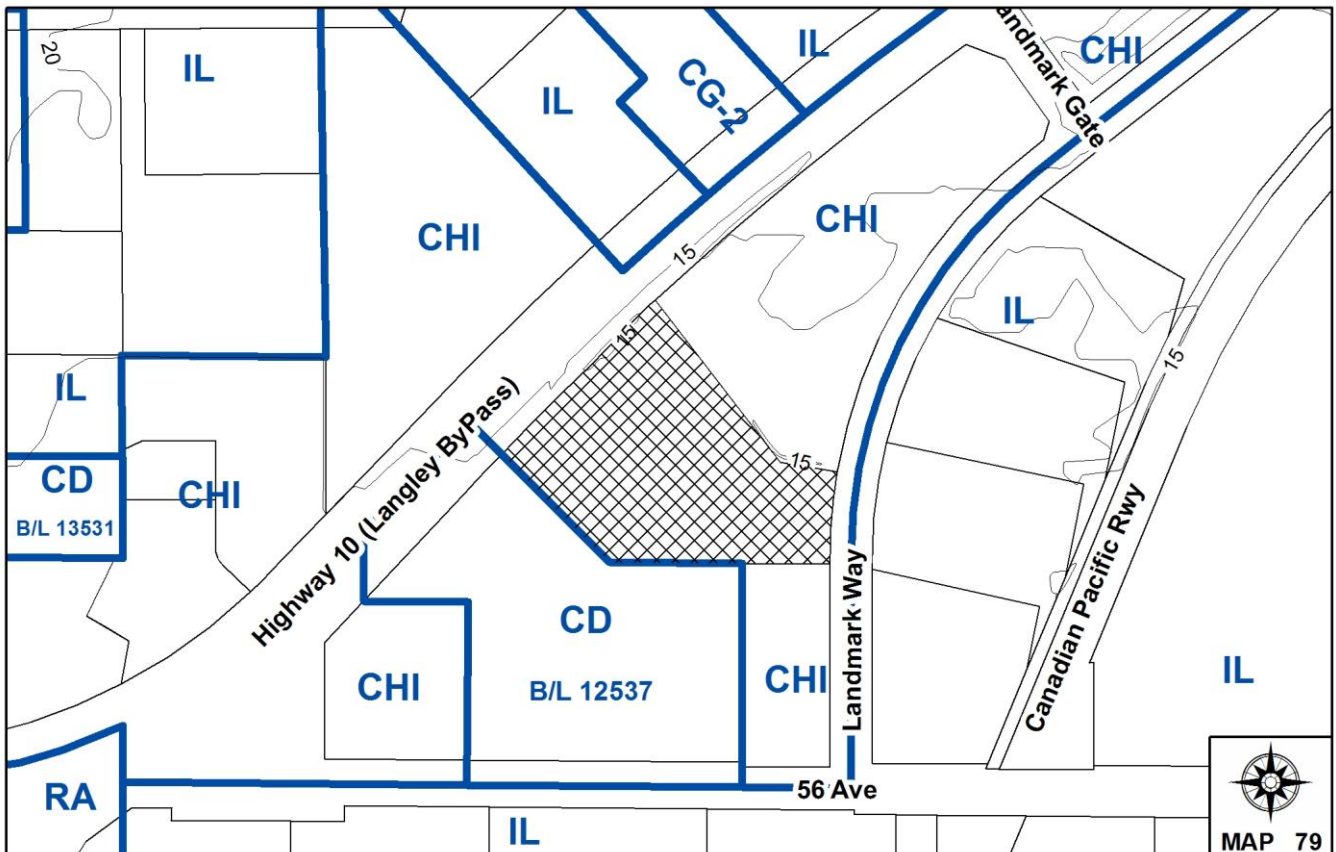 IL
CHI
20
IL
andmark Gate
IL
CG-2
CHI
CHI
15
IL
15
15
IL
CD
B/L 13531
CHI
15
Highway 10 (Langley ByPass)
CD
B/L 12537
CHI
CHI
Landmark Way
Canadian Pacific Rwy
IL
RA
56 Ave
IL
MAP 79